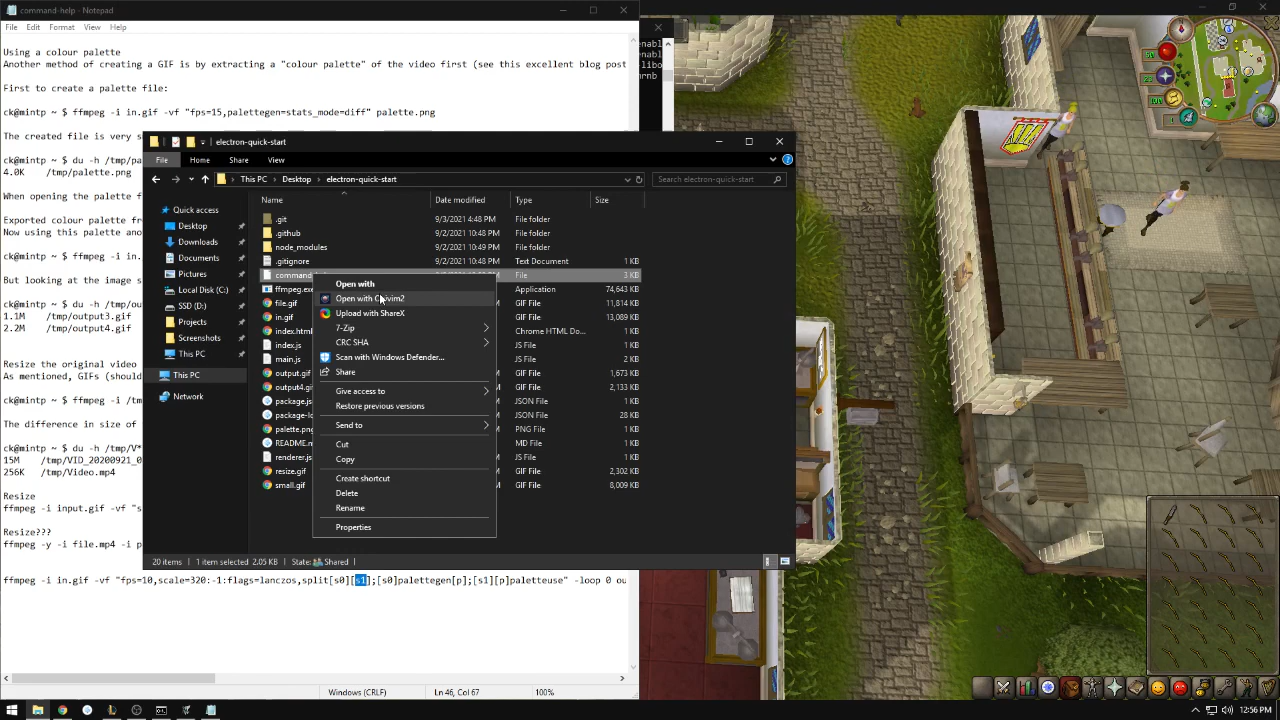 command-help - Notepad
File Edit Format View Help
Using a colour palette
Another method of creating a GIF is by extracting a "colour palette" of the video first (see this excellent blog post
First to create a palette file:
ck@mintp ~ $ ffmpeg -i in.gif -vf "fps=15,palettegen=stats_mode=diff" palette.png
The created file is very s
ck@mintp ~ $ du -h /tmp/pa
4.0K /tmp/palette.png
When opening the palette f
Exported colour palette fr
Now using this palette ano
ck@mintp ~ $
But looking at the image s
ck@mintp ~ $ du -h /tmp/ou
1.1M /tmp/output3.gif
2.2M /tmp/output4.gif
Resize the original video
As mentioned, GIFs (should
ck@mintp ~ $ ffmpeg -i /tm
The difference in size of
ck@mintp ~ $ du -h /tmp/V*
15M /tmp/VID_20200921_0
256K /tmp/Video.mp4
Resize
ffmpeg -i input.gif -vf "s
Resize???
ffmpeg -y -i file.mp4 -i p
ffmpeg -i in.gif -vf "fps=10,scale=320:-1:flags=lanczos,split[s0][s1];[s0]palettegen[p];[s1][p]paletteuse" -loop 0 ou
Windows (CRLF) Ln 46, Col 67 100%
enabl
enabl
libo
electron-quick-start
File Home Share View
This PC Desktop electron-quick-start
Search electron-quick-start
Name Date modified Type Size
Quick access
Desktop
Downloads
Documents
Pictures
Local Disk (C:)
SSD (D:)
Projects
Screenshots
This PC
This PC
Network
.git 9/3/2021 4:48 PM File folder
.github 9/2/2021 10:48 PM File folder
node_modules 9/2/2021 10:49 PM File folder
.gitignore 9/2/2021 10:48 PM Text Document 1 KB
command File 3 KB
ffmpeg.exe Application 74,643 KB
file.gif GIF File 11,814 KB
in.gif GIF File 13,089 KB
index.html Chrome HTML Do... 1 KB
index.js JS File 1 KB
main.js JS File 2 KB
output.gif GIF File 1,673 KB
output4.gif GIF File 2,133 KB
package.js JSON File 1 KB
package-lo JSON File 28 KB
palette.png PNG File 1 KB
README.m MD File 1 KB
renderer.js JS File 1 KB
resize.gif GIF File 2,302 KB
small.gif GIF File 8,009 KB
20 items 1 item selected 2.05 KB State: Shared
Open with
Open with
Upload with ShareX
7-Zip
CRC SHA
Scan with Windows Defender...
Share
Give access to
Restore previous versions
Send to
Cut
Copy
Create shortcut
Delete
Rename
Properties
12:56 PM